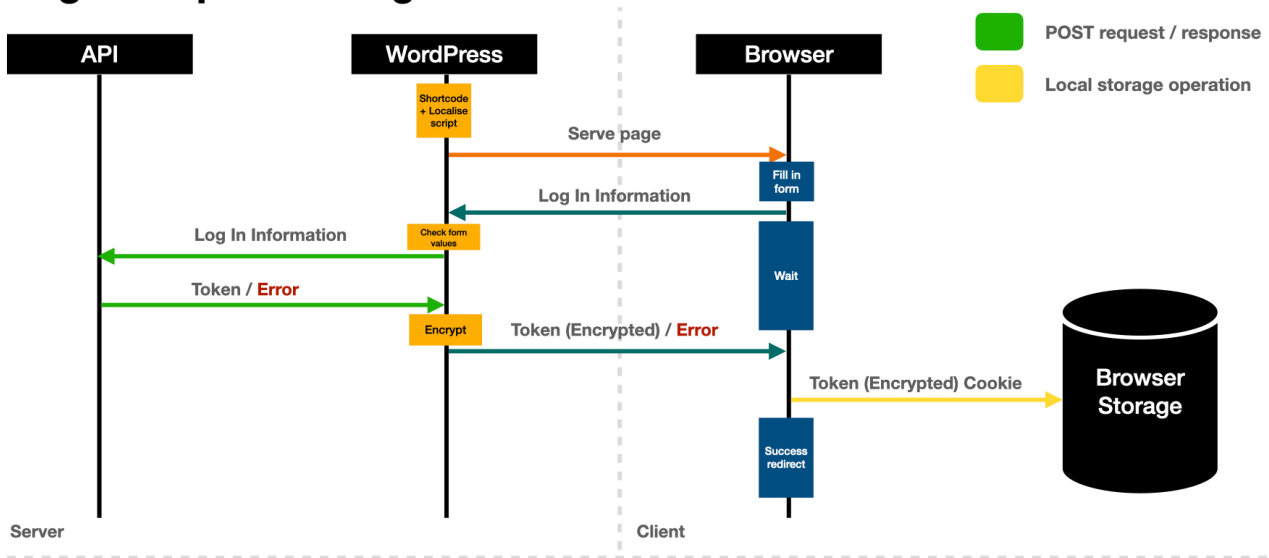 API
WordPress
Browser
POST request / response
Local storage operation
Shortcode
+ Localise
script
Serve page
Fill in
form
Log In Information
Check form
values
Log In Information
Wait
Token / Error
Encrypt
Token (Encrypted) / Error
Token (Encrypted) Cookie
Browser
Storage
Success
redirect
Server
Client